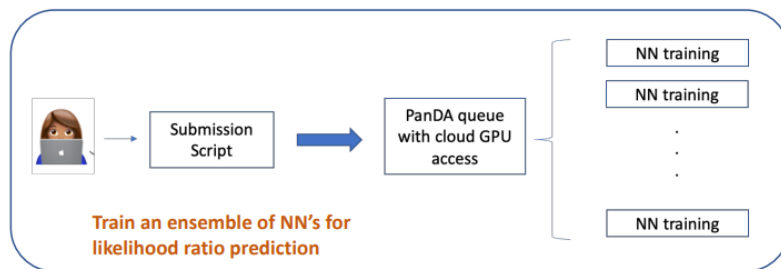 NN training
NN training
Submission
Script
PanDA queue
with cloud GPU
access
.
.
.
NN training
Train an ensemble of NN's for
likelihood ratio prediction